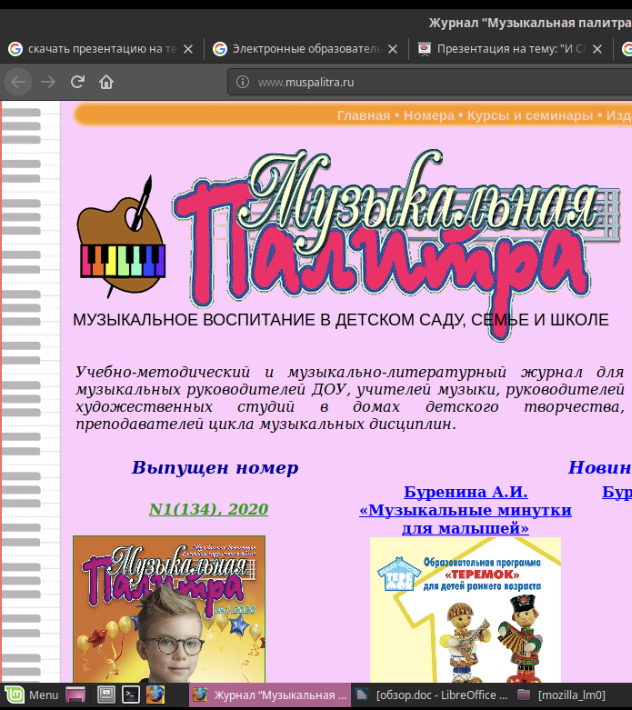 Журнал “Музыкальная палитра
скачать презентацию на те
Электронные образователь
Презентация на тему: "И С
www.muspalitra.ru
Главная • Номера • Курсы и семинары • Изда
Музыкальная
Палитра
МУЗЫКАЛЬНОЕ ВОСПИТАНИЕ В ДЕТСКОМ САДУ, СЕМЬЕ И ШКОЛЕ
Учебно-методический и музыкально-литературный журнал для
музыкальных руководителей ДОУ, учителей музыки, руководителей
художественных студий в домах детского творчества,
преподавателей цикла музыкальных дисциплин.
Выпущен номер
Новин
N1(134), 2020
Буренина А.И.
«Музыкальные минутки
для малышей»
Бур
Музыкальная
Палитра
№1.2020
ТЕРЕМОК
Образовательная программа
«ТЕРЕМОК»
для детей раннего возраста
Menu
Журнал “Музыкальная ...
[обзор.doc - LibreOffice ...
[mozilla_lm0]